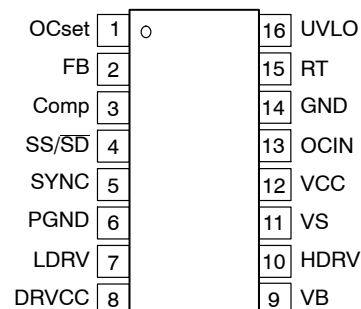 OCset 1 16 UVLO
FB 2 15 RT
Comp 3 14 GND
SS/SD 4 13 OCIN
SYNC 5 12 VCC
PGND 6 11 VS
LDRV 7 10 HDRV
DRVCC 8 9 VB